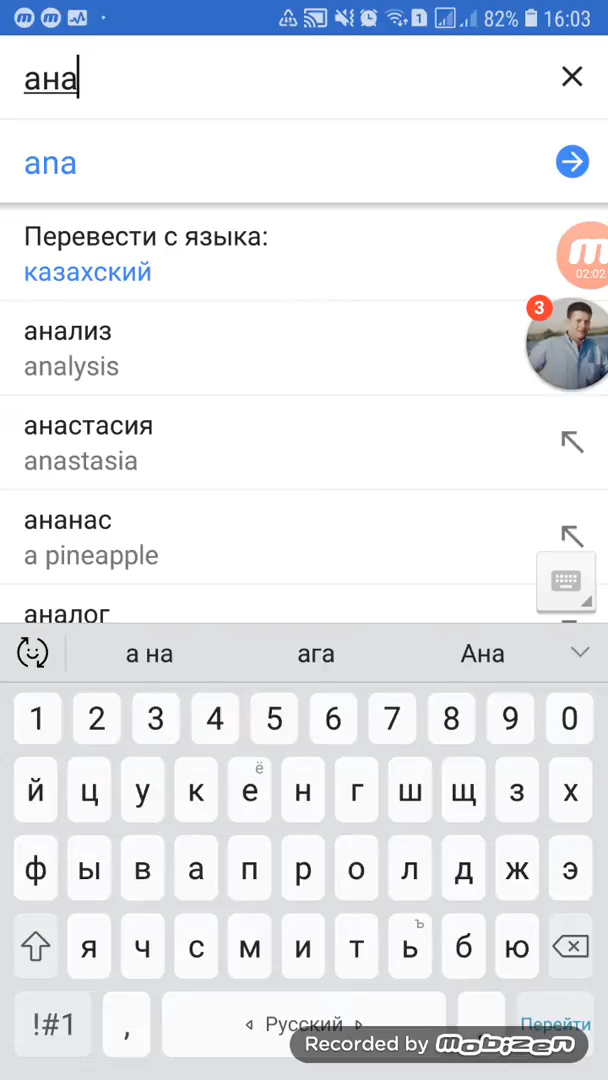 82% 16:03
ана
ana
Перевести с языка:
казахский
02:02
3
анализ
analysis
анастасия
anastasia
ананас
a pineapple
аналог
а на ага Ана
1 2 3 4 5 6 7 8 9 0
ё
й ц у к е н г ш щ з х
ф ы в а п р о л д ж э
ъ
я ч с м и т ь б ю
!#1 , Русский Перейти
Recorded by mobizen